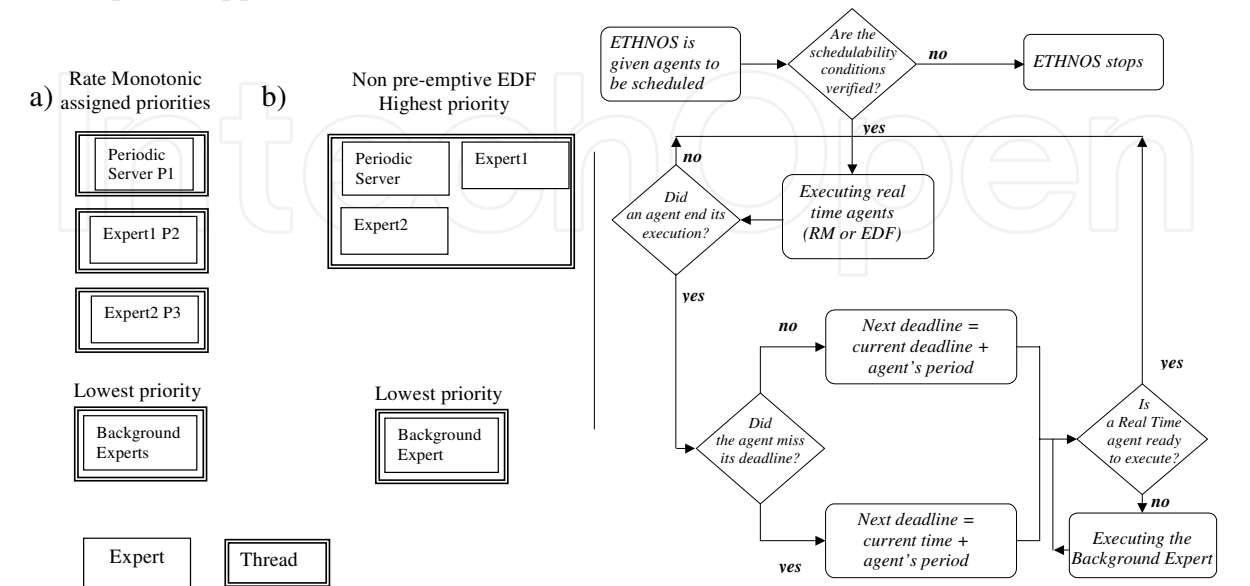 a)
Rate Monotonic
assigned priorities
Periodic
Server P1
Expert1 P2
Expert2 P3
Lowest priority
Background
Experts
b)
Non pre-emptive EDF
Highest priority
Periodic
Server
Expert1
Expert2
Lowest priority
Background
Expert
Expert
Thread
ETHNOS is
given agents to
be scheduled
Are the
schedulability
conditions
verified?
no
ETHNOS stops
yes
Executing real
time agents
(RM or EDF)
no
Did
an agent end its
execution?
yes
Did
the agent miss
its deadline?
no
Next deadline =
current deadline +
agent's period
yes
Next deadline =
current time +
agent's period
yes
Is
a Real Time
agent ready
to execute?
no
Executing the
Background Expert
IntechOpen